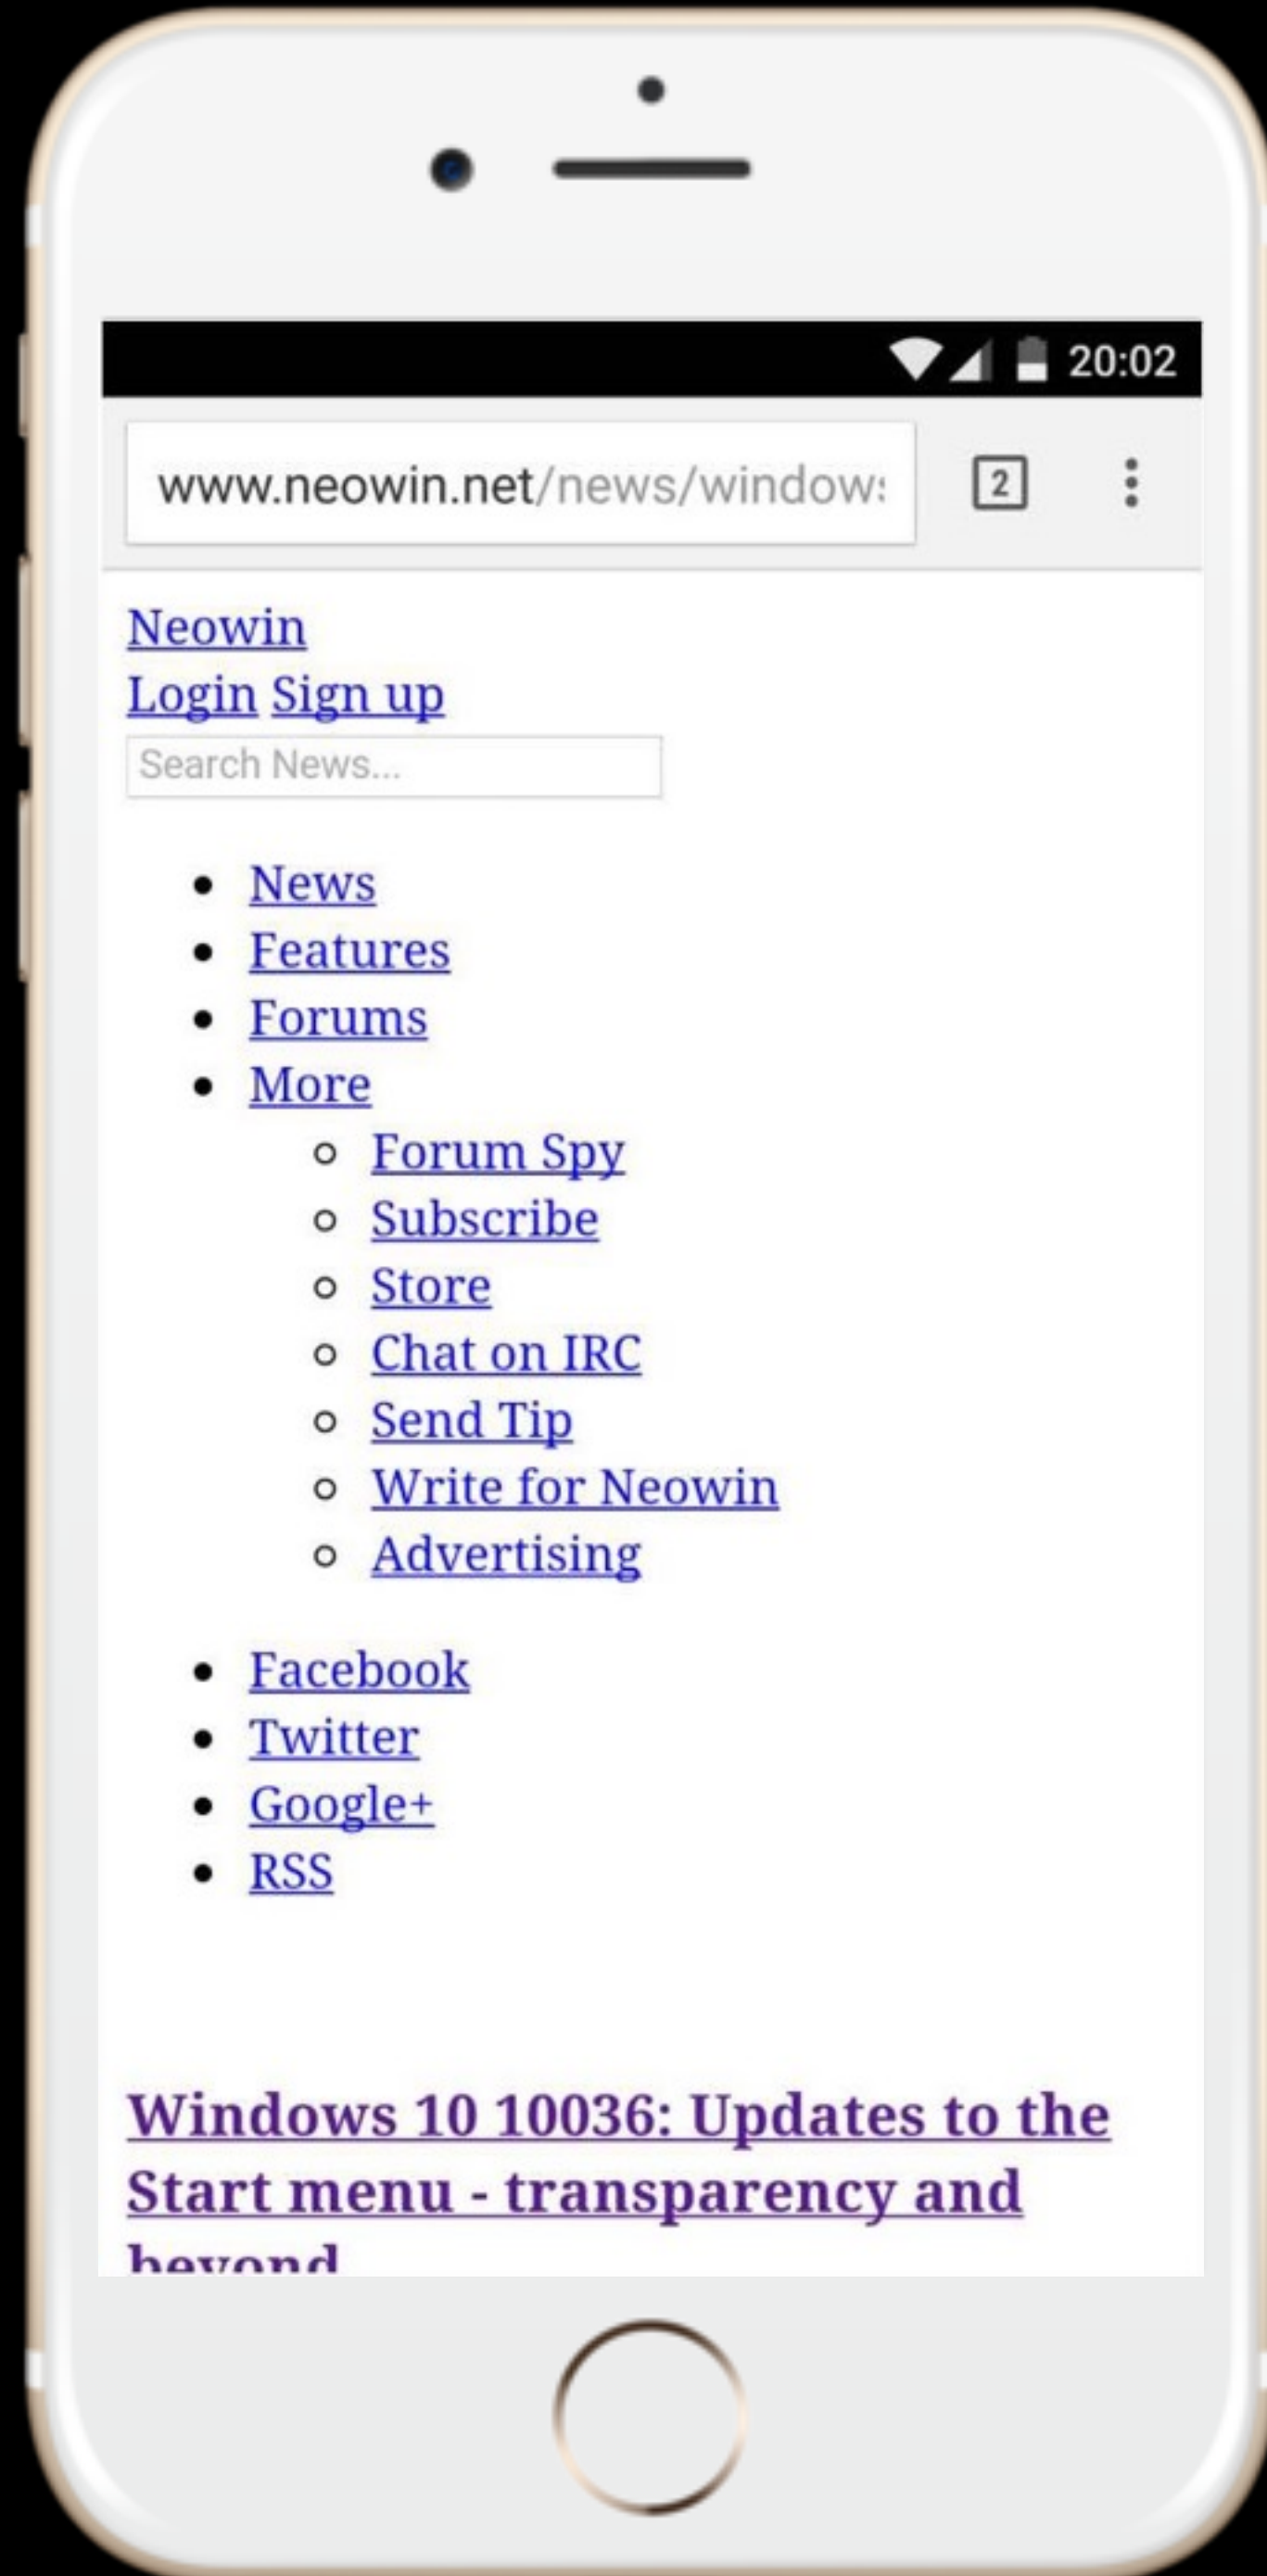 20:02
www.neowin.net/news/windows
2
Neowin
Login Sign up
Search News...
News
Features
Forums
More
Forum Spy
Subscribe
Store
Chat on IRC
Send Tip
Write for Neowin
Advertising
Facebook
Twitter
Google+
RSS
Windows 10 10036: Updates to the
Start menu - transparency and
beyond